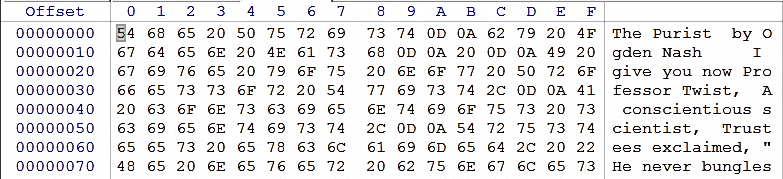 Offset 0 1 2 3 4 5 6 7 8 9 A B C D E F
00000000 54 68 65 20 50 75 72 69 73 74 0D 0A 62 79 20 4F The Purist by O
00000010 67 64 65 6E 20 4E 61 73 68 0D 0A 20 0D 0A 49 20 gden Nash I
00000020 67 69 76 65 20 79 6F 75 20 6E 6F 77 20 50 72 6F give you now Pro
00000030 66 65 73 73 6F 72 20 54 77 69 73 74 2C 0D 0A 41 fessor Twist, A
00000040 20 63 6F 6E 73 63 69 65 6E 74 69 6F 75 73 20 73 conscientious s
00000050 63 69 65 6E 74 69 73 74 2C 0D 0A 54 72 75 73 74 cientist, Trust
00000060 65 65 73 20 65 78 63 6C 61 69 6D 65 64 2C 20 22 ees exclaimed, "
00000070 48 65 20 6E 65 76 65 72 20 62 75 6E 67 6C 65 73 He never bungles